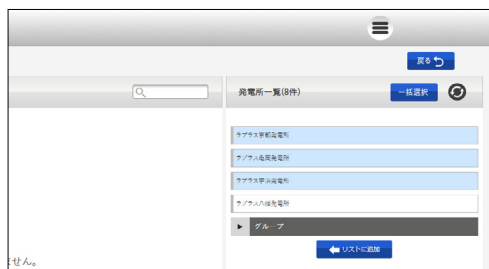 戻る
発電所一覧(8件)
一括選択
ラプラス京都発電所
ラプラス亀岡発電所
ラプラス宇治発電所
ラプラス八幡発電所
グループ
リストに追加
ません。